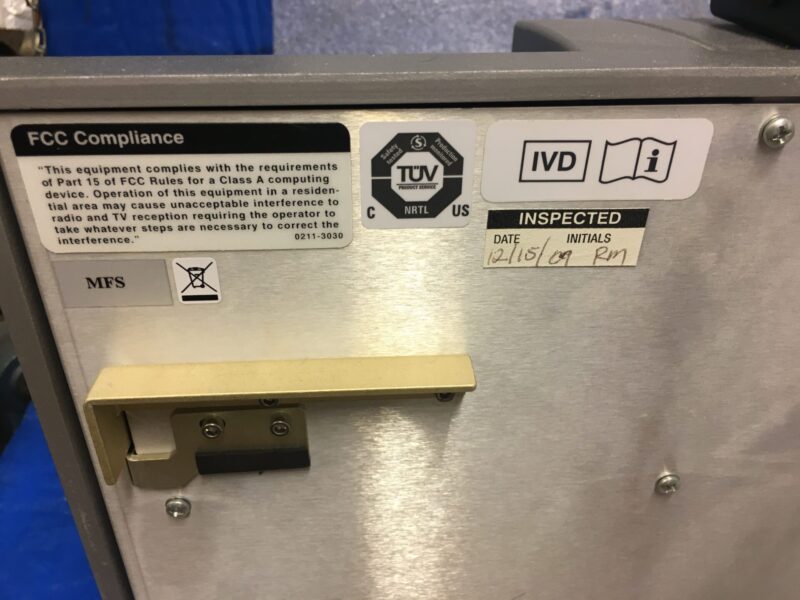 FCC Compliance
"This equipment complies with the requirements
of Part 15 of FCC Rules for a Class A computing
device. Operation of this equipment in a residen-
tial area may cause unacceptable interference to
radio and TV reception requiring the operator to
take whatever steps are necessary to correct the
interference."
0211-3030
Safety tested
S
Production monitored
TÜV
PRODUCT SERVICE
C NRTL US
IVD
i
INSPECTED
DATE INITIALS
12/15/09 RM
MFS